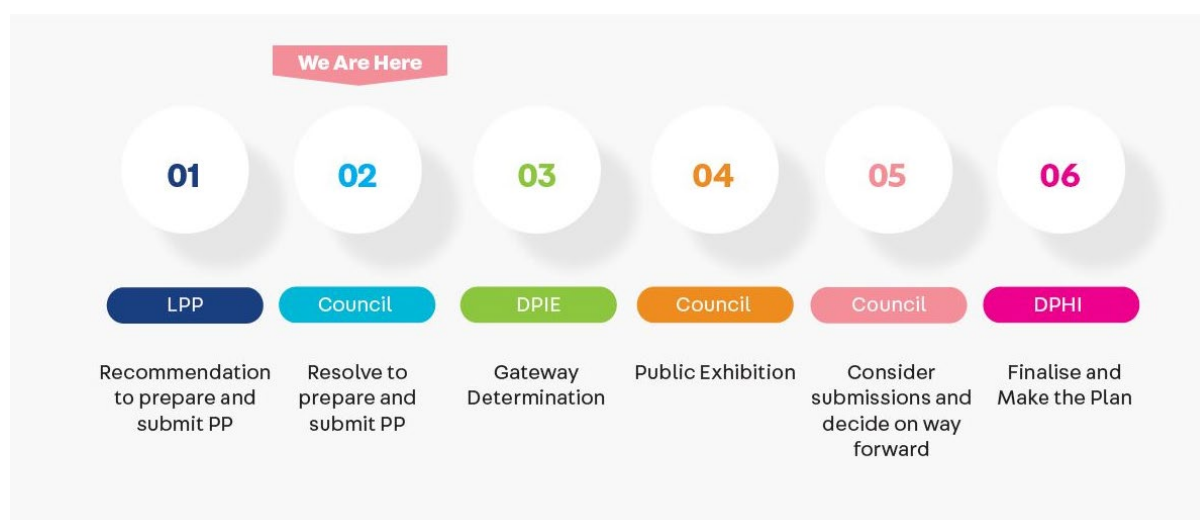 We Are Here
01
02
03
04
05
06
LPP
Council
DPIE
Council
Council
DPHI
Recommendation
to prepare and
submit PP
Resolve to
prepare and
submit PP
Gateway
Determination
Public Exhibition
Consider
submissions and
decide on way
forward
Finalise and
Make the Plan